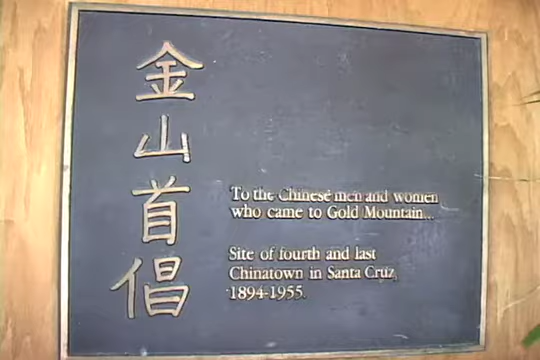 金山首倡
To the Chinese men and women
who came to Gold Mountain...
Site of fourth and last
Chinatown in Santa Cruz,
1894-1955.